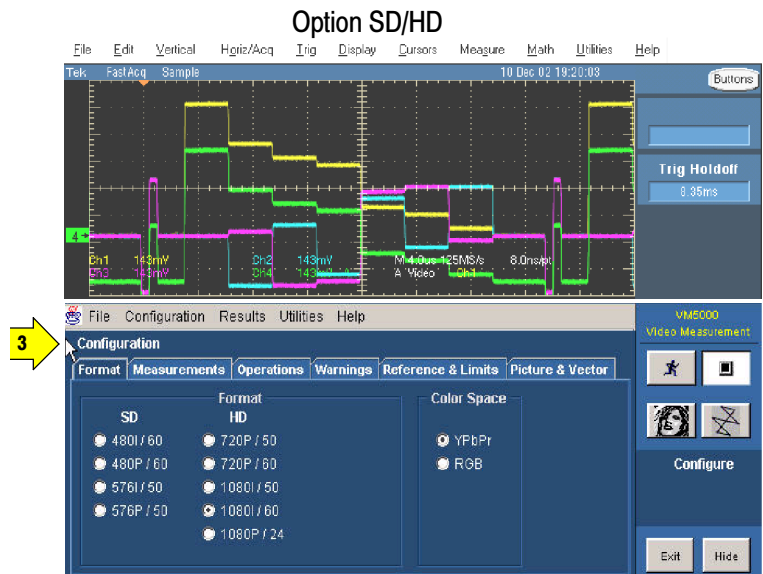 Option SD/HD
File Edit Vertical Horiz/Acq Trig Display Cursors Measure Math Utilities Help
Tek FastAcq Sample 10 Dec 02 19:20:03
Buttons
Trig Holdoff
8.35ms
4
Ch1 143mV Ch2 143mV M 4.0us 125MS/s 8.0ns/pt
Ch3 143mV Ch4 143mV A Video Ch1
File Configuration Results Utilities Help
VM5000
Video Measurement
3
Configuration
Format Measurements Operations Warnings Reference & Limits Picture & Vector
Format
Color Space
SD HD
480I / 60 720P / 50 YPbPr
480P / 60 720P / 60 RGB
576I / 50 1080I / 50
576P / 50 1080I / 60
1080P / 24
Configure
Exit Hide